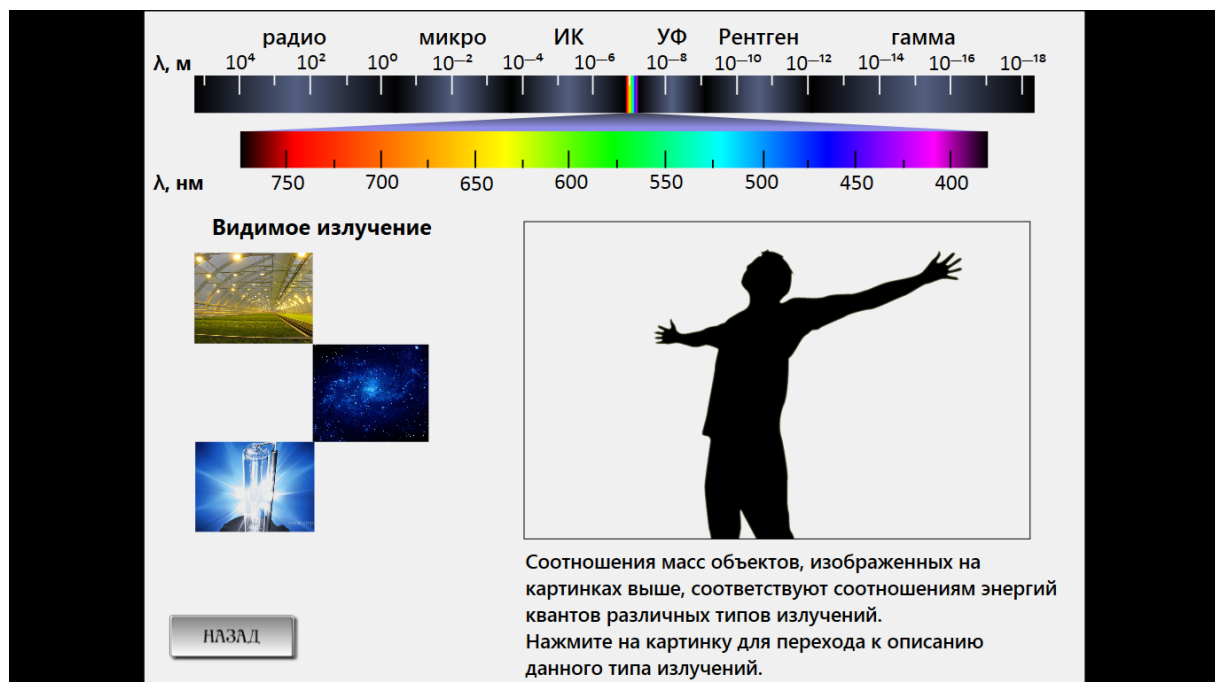 радио микро ИК УФ Рентген гамма
λ, м 10⁴ 10² 10⁰ 10⁻² 10⁻⁴ 10⁻⁶ 10⁻⁸ 10⁻¹⁰ 10⁻¹² 10⁻¹⁴ 10⁻¹⁶ 10⁻¹⁸
λ, нм 750 700 650 600 550 500 450 400
Видимое излучение
Соотношения масс объектов, изображенных на
картинках выше, соответствуют соотношениям энергий
квантов различных типов излучений.
Нажмите на картинку для перехода к описанию
данного типа излучений.
НАЗАД